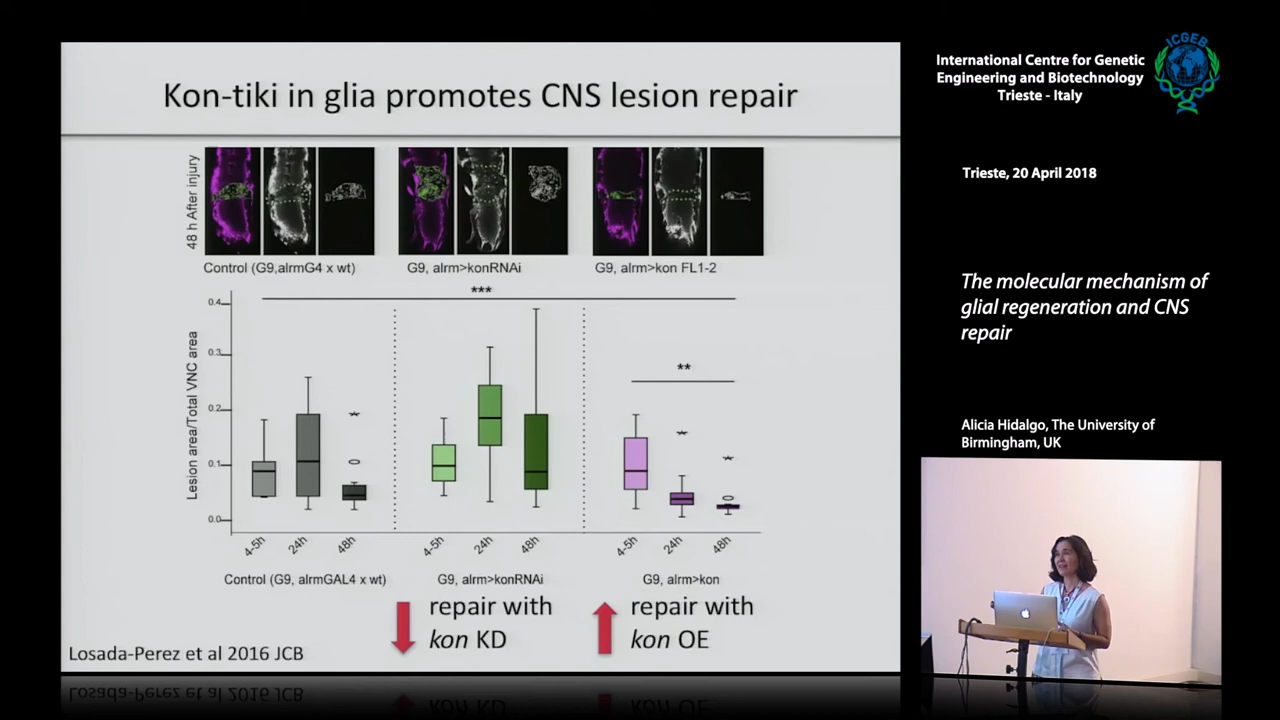 Kon-tiki in glia promotes CNS lesion repair
48 h After injury
Control (G9,alrmG4 x wt)
G9, alrm>konRNAi
G9, alrm>kon FL1-2
***
**
Lesion area/Total VNC area
0.4
0.3
0.2
0.1
0.0
4-5h
24h
48h
4-5h
24h
48h
4-5h
24h
48h
Control (G9, alrmGAL4 x wt)
G9, alrm>konRNAi
G9, alrm>kon
repair with
kon KD
repair with
kon OE
Losada-Perez et al 2016 JCB
International Centre for Genetic
Engineering and Biotechnology
Trieste - Italy
ICGEB
Trieste, 20 April 2018
The molecular mechanism of
glial regeneration and CNS
repair
Alicia Hidalgo, The University of
Birmingham, UK